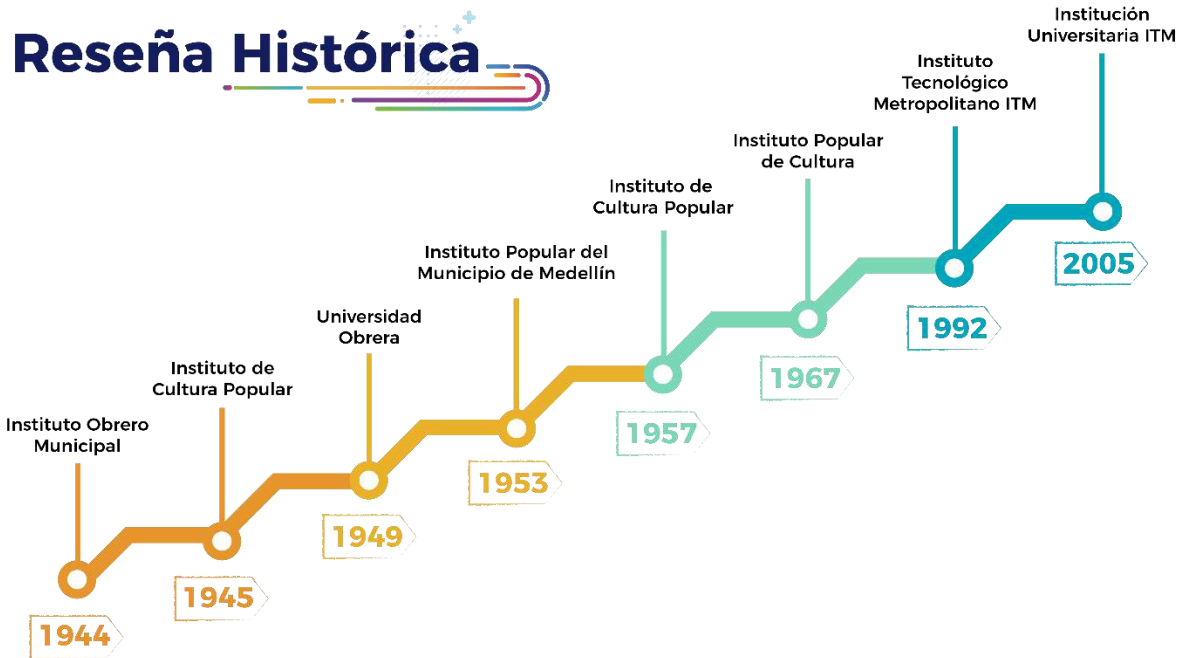 Reseña Histórica
Instituto Obrero
Municipal
1944
Instituto de
Cultura Popular
1945
Universidad
Obrera
1949
Instituto Popular del
Municipio de Medellín
1953
Instituto de
Cultura Popular
1957
Instituto Popular
de Cultura
1967
Instituto
Tecnológico
Metropolitano ITM
1992
Institución
Universitaria ITM
2005